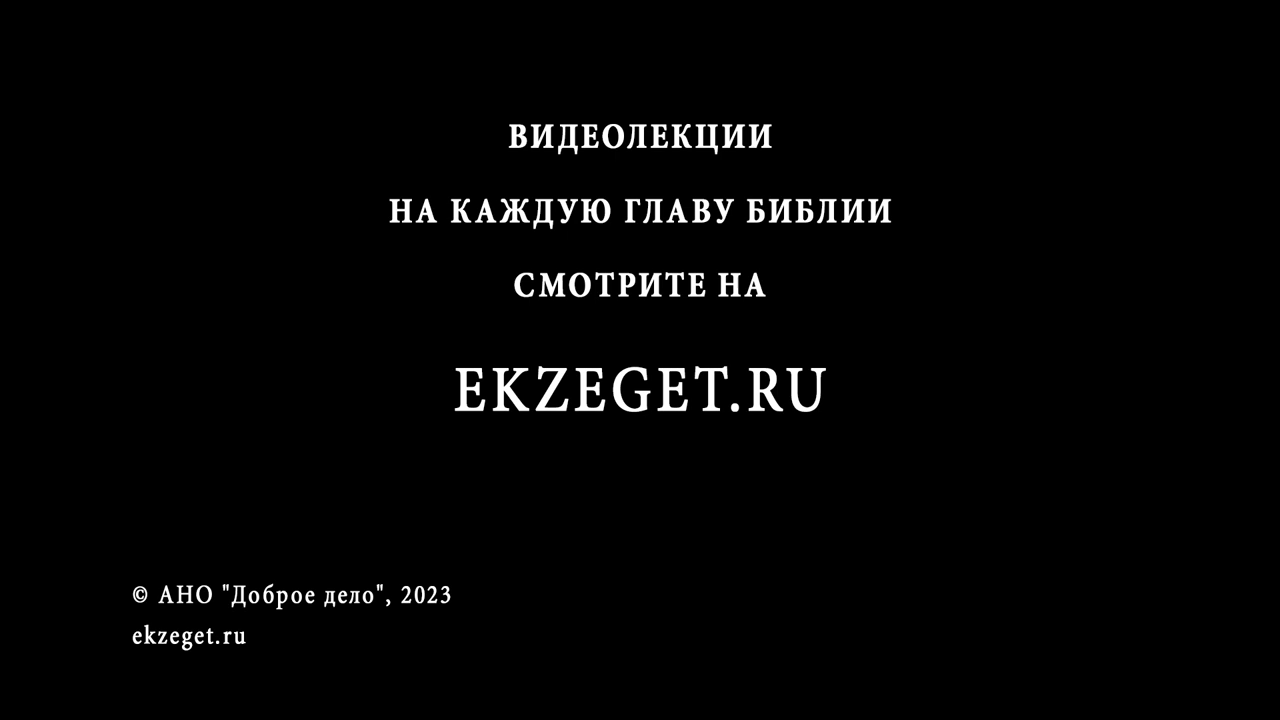 ВИДЕОЛЕКЦИИ
НА КАЖДУЮ ГЛАВУ БИБЛИИ
СМОТРИТЕ НА
EKZEGET.RU
© АНО "Доброе дело", 2023
ekzeget.ru